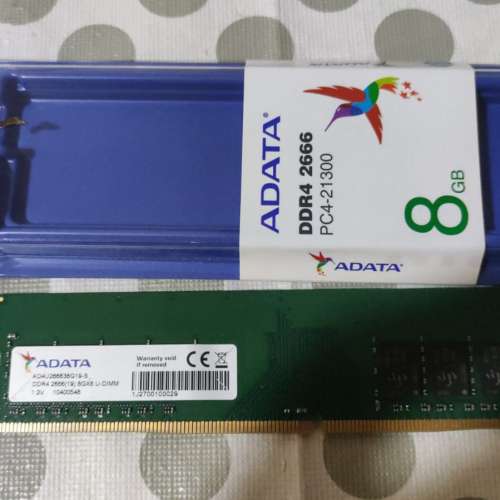 ADATA
DDR4 2666
PC4-21300
8GB
ADATA
ADATA
Warranty void
if removed
DDR4 2666(19) 8GX8 U-DIMM
1.2V 10400548
1J2700100029